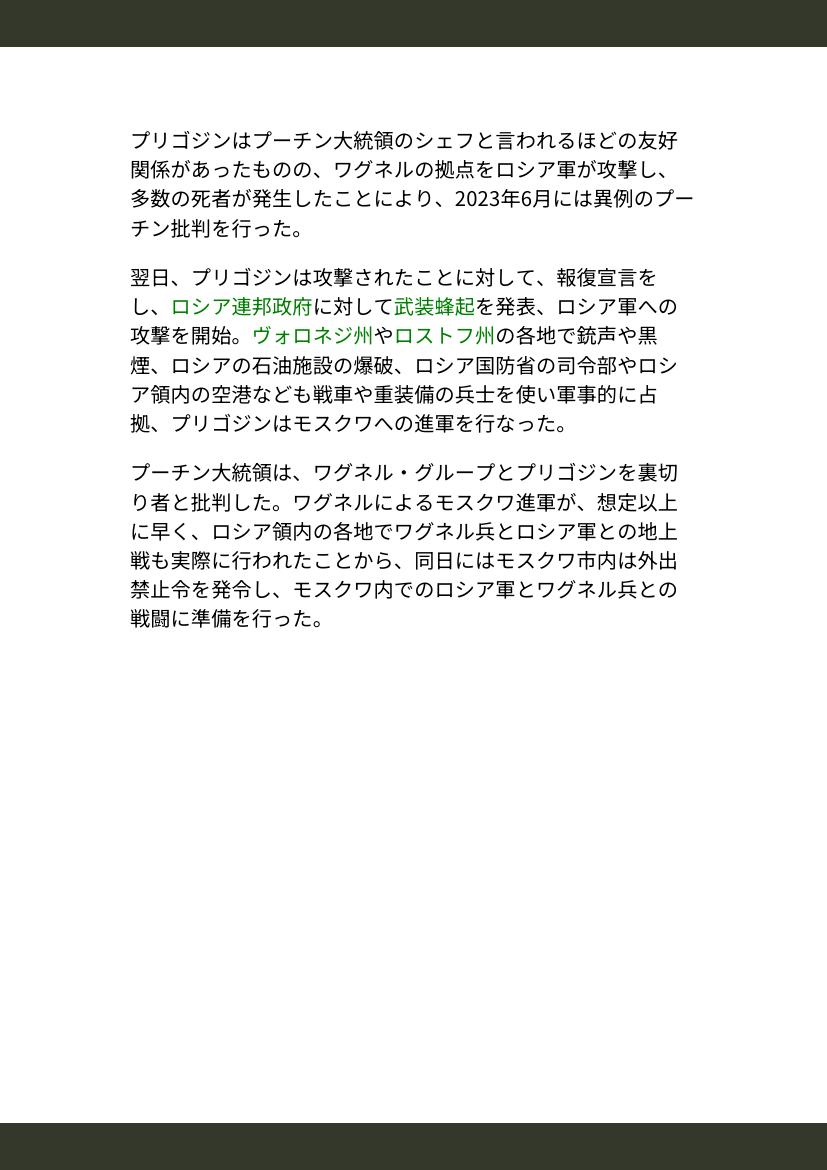 プリゴジンはプーチン大統領のシェフと言われるほどの友好
関係があったものの、ワグネルの拠点をロシア軍が攻撃し、
多数の死者が発生したことにより、2023年6月には異例のプー
チン批判を行った。
翌日、プリゴジンは攻撃されたことに対して、報復宣言を
し、ロシア連邦政府に対して武装蜂起を発表、ロシア軍への
攻撃を開始。ヴォロネジ州やロストフ州の各地で銃声や黒
煙、ロシアの石油施設の爆破、ロシア国防省の司令部やロシ
ア領内の空港なども戦車や重装備の兵士を使い軍事的に占
拠、プリゴジンはモスクワへの進軍を行なった。
プーチン大統領は、ワグネル・グループとプリゴジンを裏切
り者と批判した。ワグネルによるモスクワ進軍が、想定以上
に早く、ロシア領内の各地でワグネル兵とロシア軍との地上
戦も実際に行われたことから、同日にはモスクワ市内は外出
禁止令を発令し、モスクワ内でのロシア軍とワグネル兵との
戦闘に準備を行った。